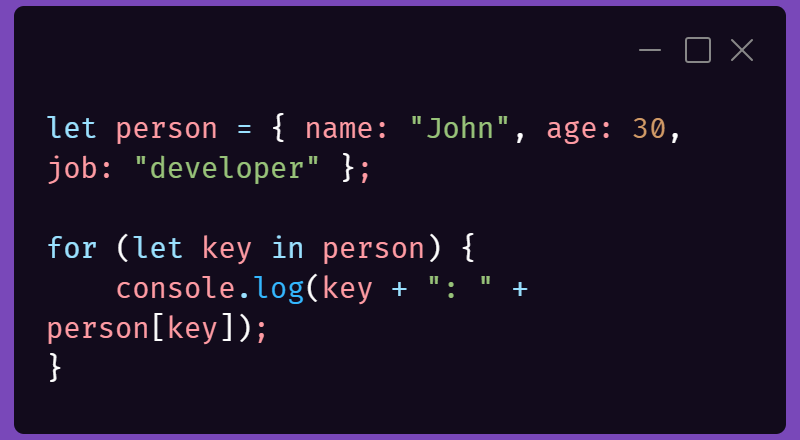 let person = { name: "John", age: 30,
job: "developer" };
for (let key in person) {
    console.log(key + ": " +
person[key]);
}